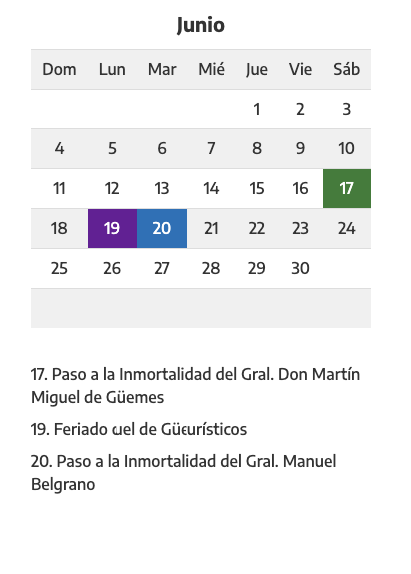 Junio
Dom Lun Mar Mié Jue Vie Sáb
1 2 3
4 5 6 7 8 9 10
11 12 13 14 15 16 17
18 19 20 21 22 23 24
25 26 27 28 29 30
17. Paso a la Inmortalidad del Gral. Don Martín
Miguel de Güemes
19. Feriado
20. Paso a la Inmortalidad del Gral. Manuel
Belgrano